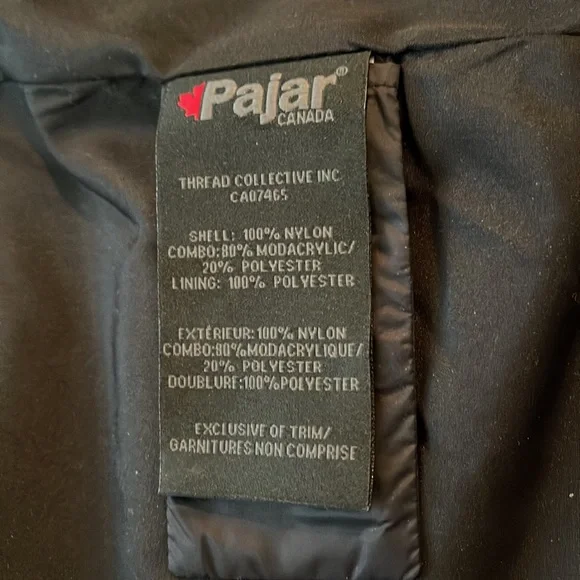 Pajar®
CANADA
THREAD COLLECTIVE INC
CA07465
SHELL: 100% NYLON
COMBO:80% MODACRYLIC/
20% POLYESTER
LINING: 100% POLYESTER
EXTÉRIEUR:100% NYLON
COMBO:80%MODACRYLIQUE/
20% POLYESTER
DOUBLURE:100%POLYESTER
EXCLUSIVE OF TRIM/
GARNITURES NON COMPRISE